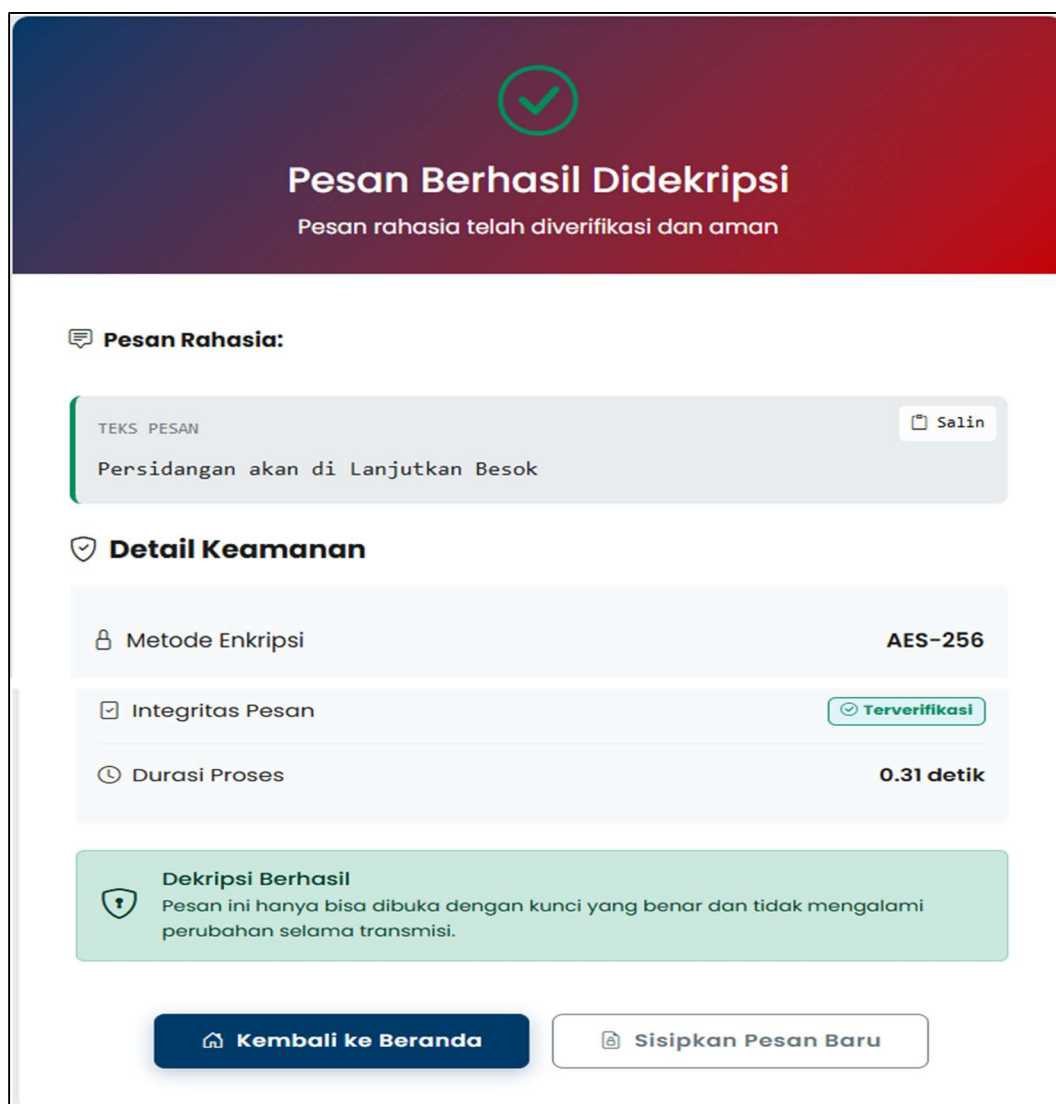 Pesan Berhasil Didekripsi
Pesan rahasia telah diverifikasi dan aman
Pesan Rahasia:
TEKS PESAN
Salin
Persidangan akan di Lanjutkan Besok
Detail Keamanan
Metode Enkripsi AES-256
Integritas Pesan Terverifikasi
Durasi Proses 0.31 detik
Dekripsi Berhasil
Pesan ini hanya bisa dibuka dengan kunci yang benar dan tidak mengalami
perubahan selama transmisi.
Kembali ke Beranda
Sisipkan Pesan Baru